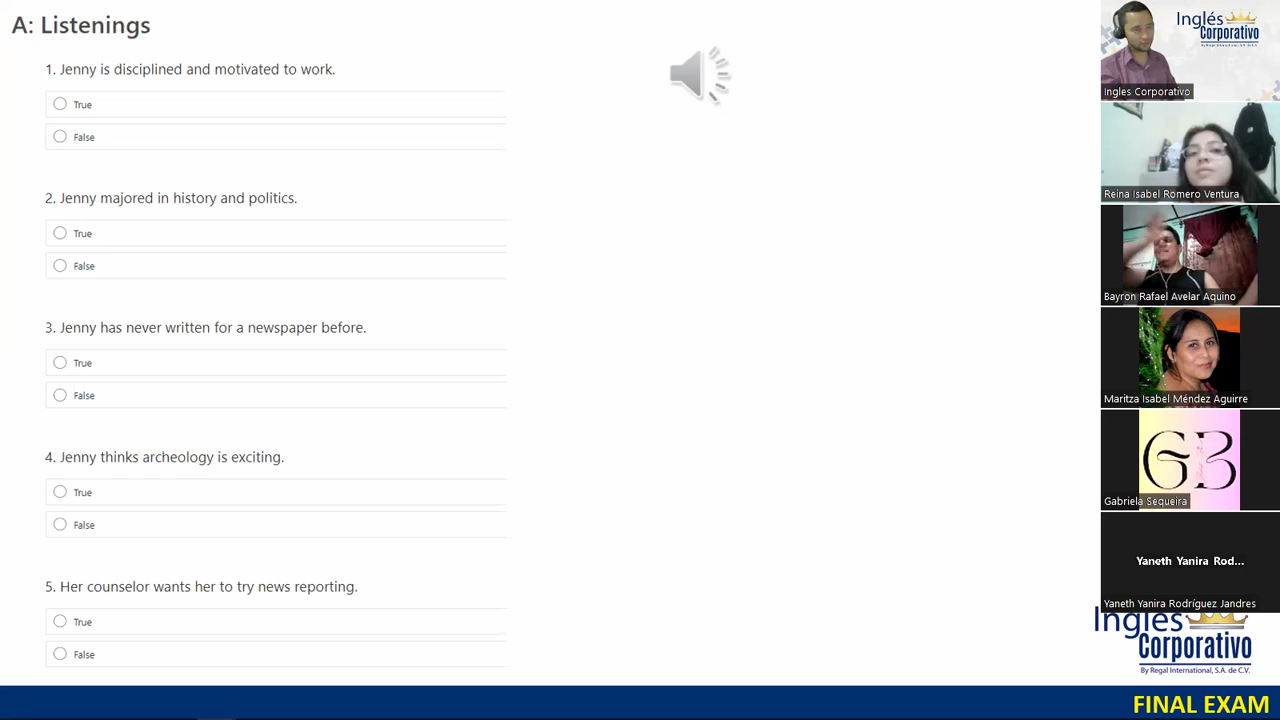 A: Listenings
1. Jenny is disciplined and motivated to work.
True
False
2. Jenny majored in history and politics.
True
False
3. Jenny has never written for a newspaper before.
True
False
4. Jenny thinks archeology is exciting.
True
False
5. Her counselor wants her to try news reporting.
True
False
Inglés
Corporativo
By Regal International, S.A. de C.V.
Ingles Corporativo
Reina Isabel Romero Ventura
Bayron Rafael Avelar Aquino
Maritza Isabel Méndez Aguirre
GB
Gabriela Sequeira
Yaneth Yanira Rod...
Yaneth Yanira Rodríguez Jandres
Inglés
Corporativo
By Regal International, S.A. de C.V.
FINAL EXAM